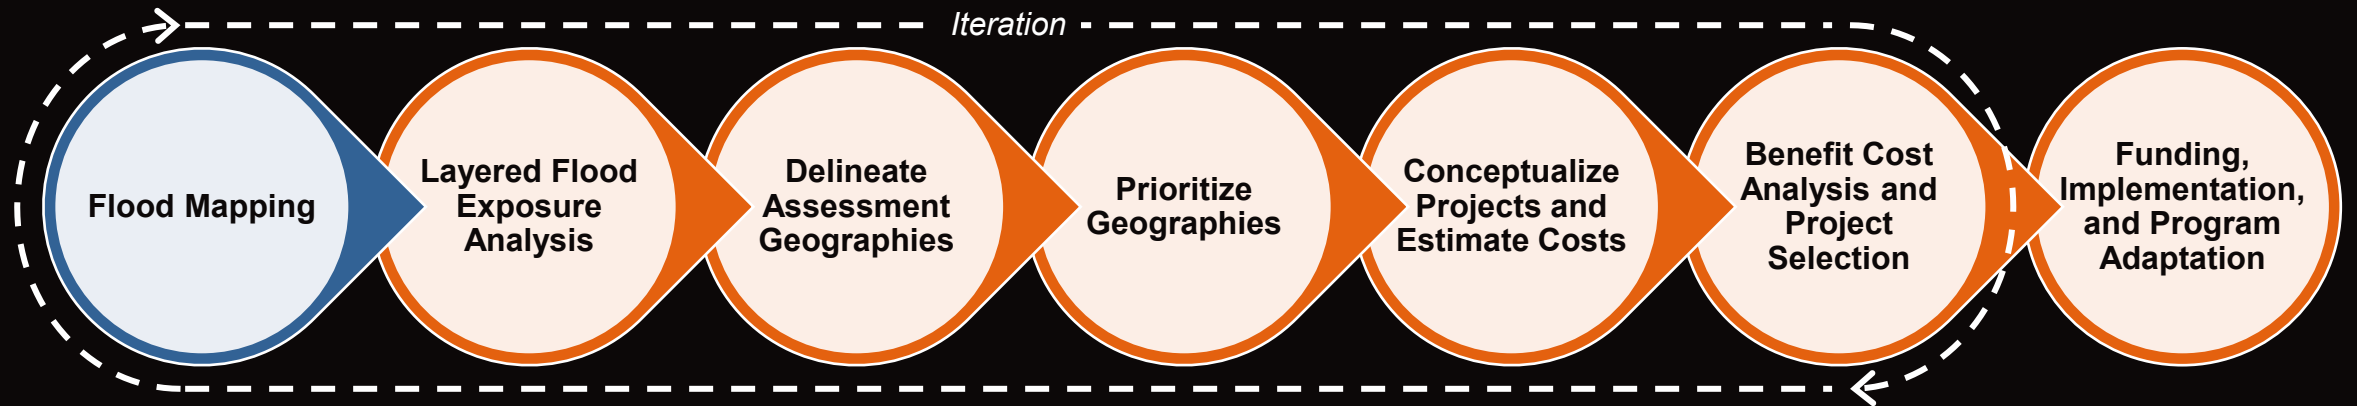 Iteration
Flood Mapping
Layered Flood
Exposure
Analysis
Delineate
Assessment
Geographies
Prioritize
Geographies
Conceptualize
Projects and
Estimate Costs
Benefit Cost
Analysis and
Project
Selection
Funding,
Implementation,
and Program
Adaptation